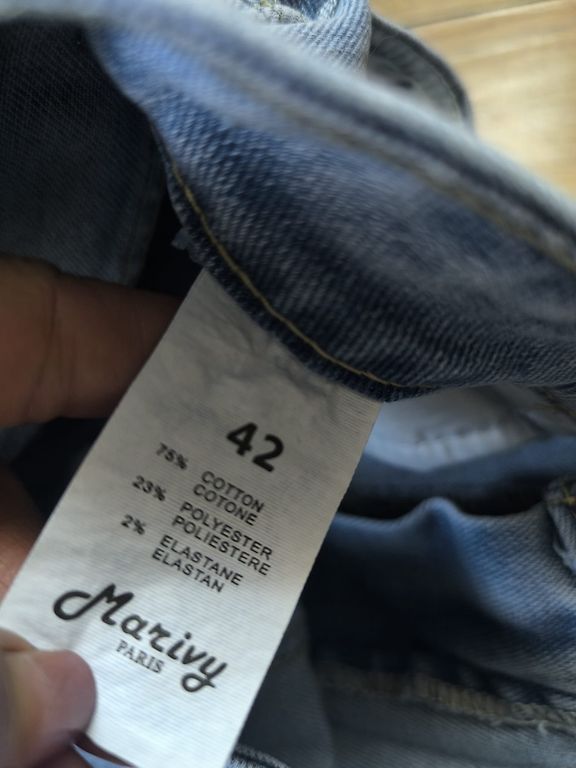 42
75% COTTON
COTONE
23% POLYESTER
POLIESTERE
2% ELASTANE
ELASTAN
Marivy
PARIS